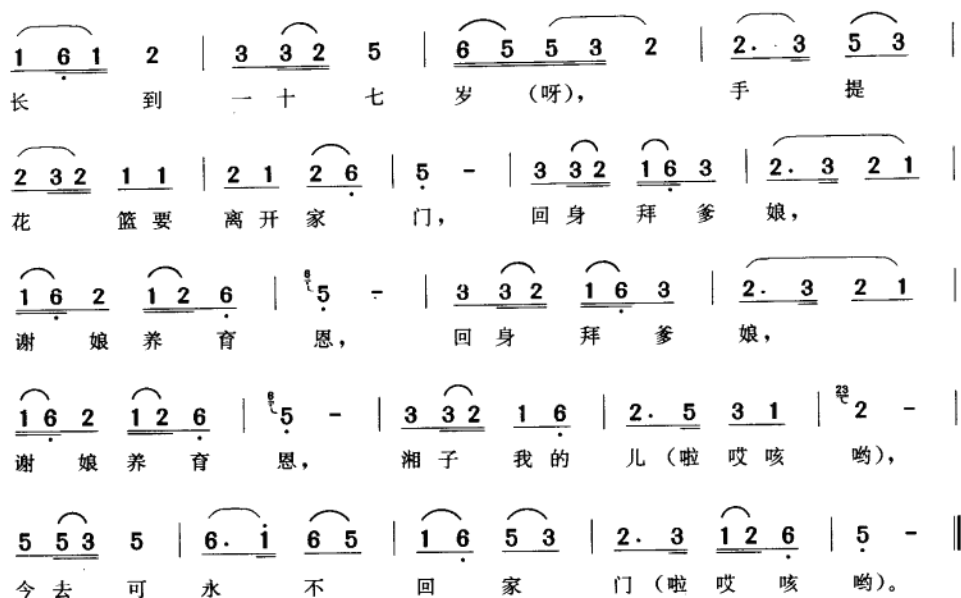 1 6̣ 1 2 | 3 3 2 5 | 6 5 5 3 2 | 2. 3 5 3 |
长 到 一 十 七 岁 (呀), 手 提
2 3 2 1 1 | 2 1 2 6̣ | 5̣ - | 3 3 2 1 6̣ 3 | 2. 3 2 1 |
花 篮 要 离 开 家 门, 回 身 拜 爹 娘,
1 6̣ 2 1 2 6̣ | 6 5̣ - | 3 3 2 1 6̣ 3 | 2. 3 2 1 |
谢 娘 养 育 恩, 回 身 拜 爹 娘,
1 6̣ 2 1 2 6̣ | 6 5̣ - | 3 3 2 1 6̣ | 2. 5 3 1 | 23 2 - |
谢 娘 养 育 恩, 湘 子 我 的 儿 (啦 哎 咳 哟),
5 5 3 5 | 6. i̇ 6 5 | 1 6̣ 5 3 | 2. 3 1 2 6̣ | 5̣ - ‖
今 去 可 永 不 回 家 门 (啦 哎 咳 哟)。